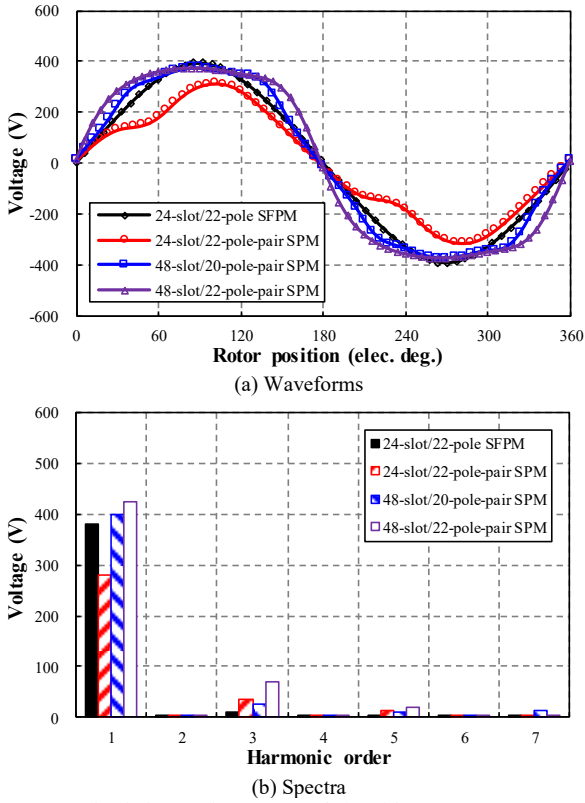 600
400
200
0
-200
-400
-600
Voltage (V)
24-slot/22-pole SFPM
24-slot/22-pole-pair SPM
48-slot/20-pole-pair SPM
48-slot/22-pole-pair SPM
0 60 120 180 240 300 360
Rotor position (elec. deg.)
(a) Waveforms
600
500
400
300
200
100
0
Voltage (V)
24-slot/22-pole SFPM
24-slot/22-pole-pair SPM
48-slot/20-pole-pair SPM
48-slot/22-pole-pair SPM
1 2 3 4 5 6 7
Harmonic order
(b) Spectra